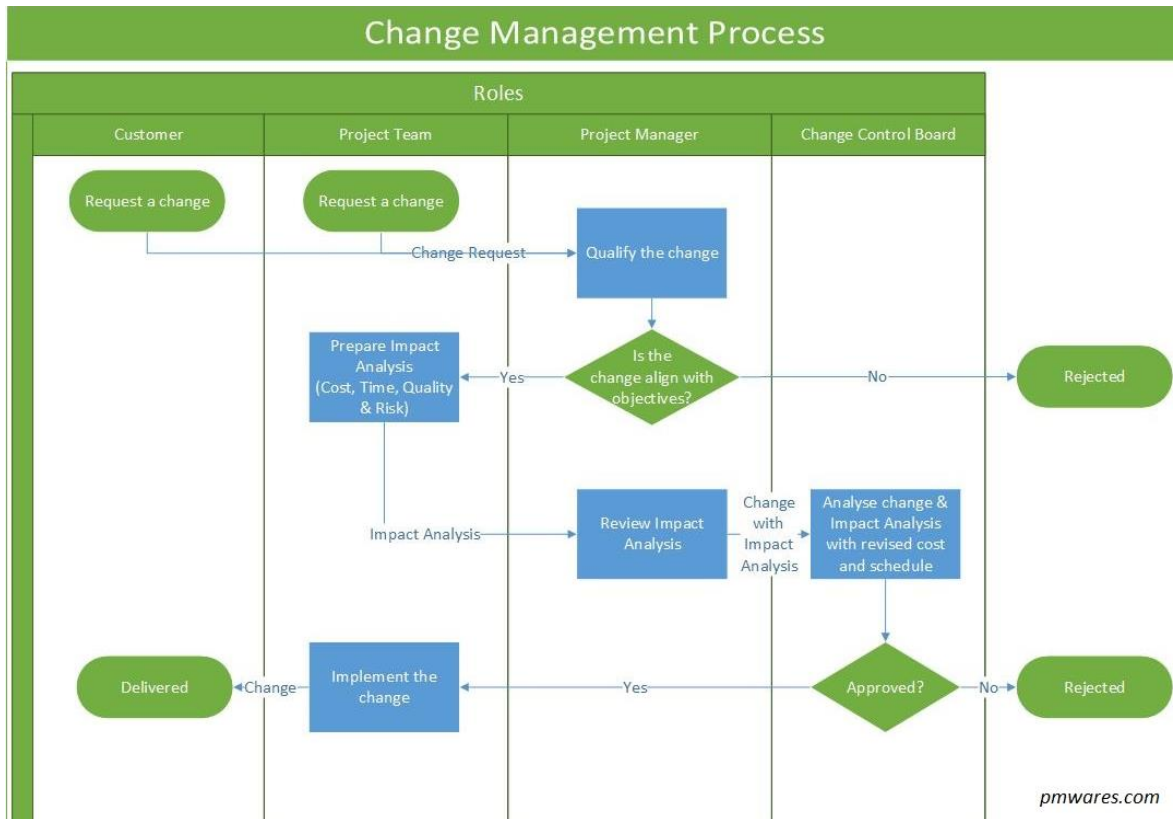 Change Management Process
Roles
Customer
Project Team
Project Manager
Change Control Board
Request a change
Request a change
Change Request
Qualify the change
Prepare Impact
Analysis
(Cost, Time, Quality
& Risk)
Yes
Is the
change align with
objectives?
No
Rejected
Impact Analysis
Review Impact
Analysis
Change
with
Impact
Analysis
Analyse change &
Impact Analysis
with revised cost
and schedule
Delivered
Change
Implement the
change
Yes
Approved?
No
Rejected
pmwares.com